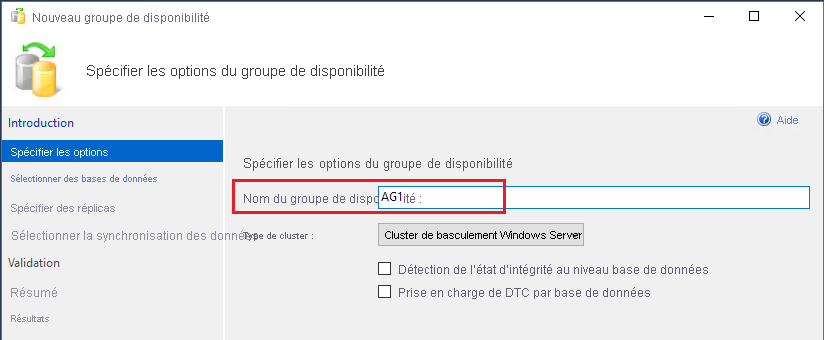 Nouveau groupe de disponibilité
Spécifier les options du groupe de disponibilité
Introduction
Aide
Spécifier les options
Sélectionner des bases de données
Spécifier des réplicas
Sélectionner la synchronisation des données
Validation
Résumé
Résultats
Spécifier les options du groupe de disponibilité
Nom du groupe de dispo AG1 ité :
Type de cluster :
Cluster de basculement Windows Server
Détection de l'état d'intégrité au niveau base de données
Prise en charge de DTC par base de données